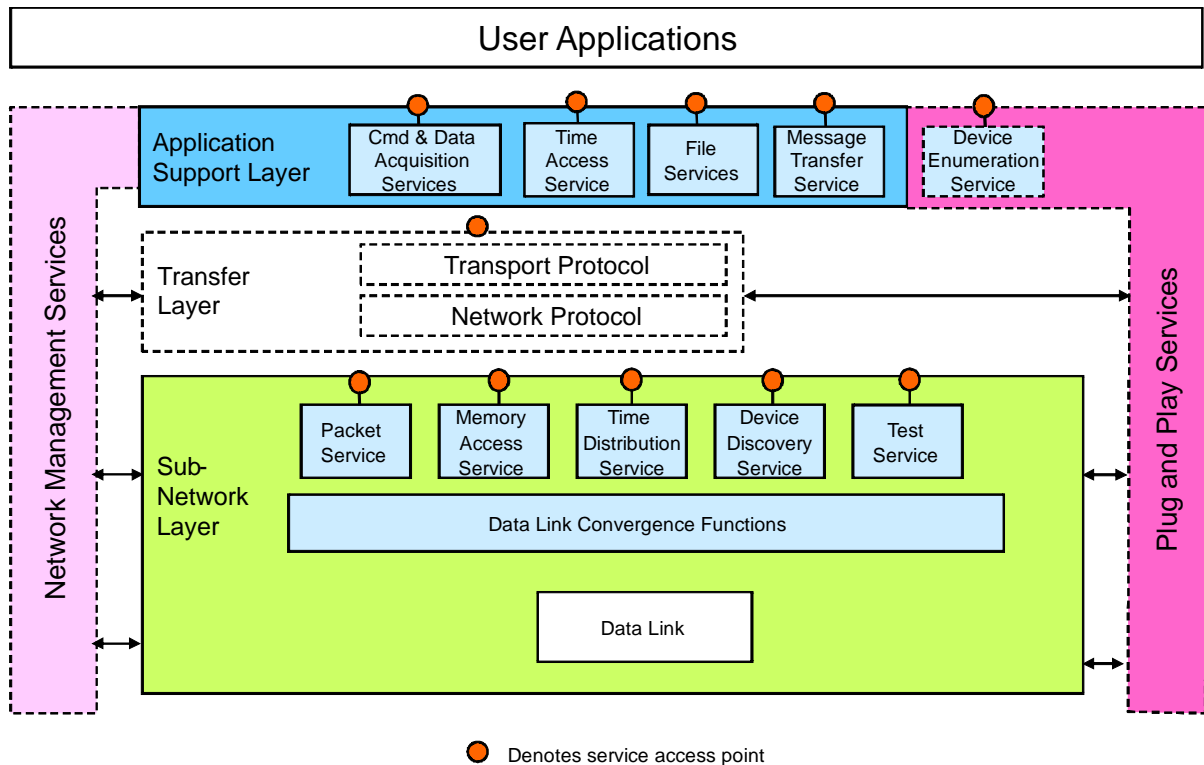 User Applications
Application
Support Layer
Cmd & Data
Acquisition
Services
Time
Access
Service
File
Services
Message
Transfer
Service
Device
Enumeration
Service
Network Management Services
Transfer
Layer
Transport Protocol
Network Protocol
Plug and Play Services
Sub-
Network
Layer
Packet
Service
Memory
Access
Service
Time
Distribution
Service
Device
Discovery
Service
Test
Service
Data Link Convergence Functions
Data Link
Denotes service access point